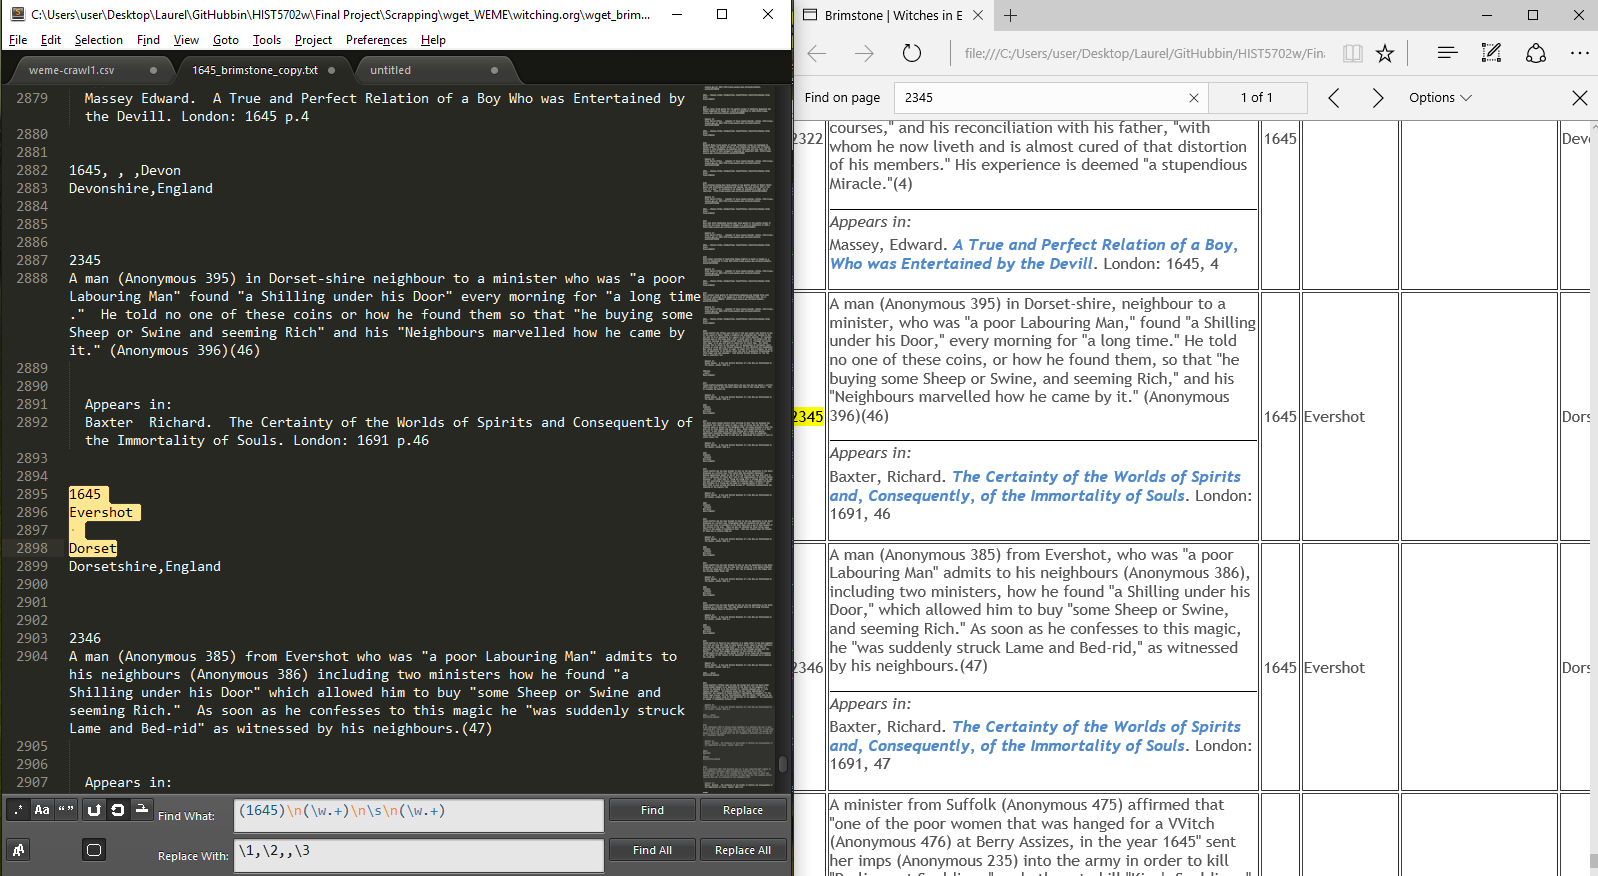 C:\Users\user\Desktop\Laurel\GitHubbin\HIST5702w\Final Project\Scrapping\wget_WEME\witching.org\wget_brim...
File Edit Selection Find View Goto Tools Project Preferences Help
weme-crawl1.csv 1645_brimstone_copy.txt untitled
2879 Massey Edward.  A True and Perfect Relation of a Boy Who was Entertained by
the Devill. London: 1645 p.4
2880
2881
2882 1645, , ,Devon
2883 Devonshire,England
2884
2885
2886
2887 2345
2888 A man (Anonymous 395) in Dorset-shire neighbour to a minister who was "a poor
Labouring Man" found "a Shilling under his Door" every morning for "a long time
."  He told no one of these coins or how he found them so that "he buying some
Sheep or Swine and seeming Rich" and his "Neighbours marvelled how he came by
it." (Anonymous 396)(46)
2889
2890
2891 Appears in:
2892 Baxter  Richard.  The Certainty of the Worlds of Spirits and Consequently of
the Immortality of Souls. London: 1691 p.46
2893
2894
2895 1645
2896 Evershot
2897
2898 Dorset
2899 Dorsetshire,England
2900
2901
2902
2903 2346
2904 A man (Anonymous 385) from Evershot who was "a poor Labouring Man" admits to
his neighbours (Anonymous 386) including two ministers how he found "a
Shilling under his Door" which allowed him to buy "some Sheep or Swine and
seeming Rich."  As soon as he confesses to this magic he "was suddenly struck
Lame and Bed-rid" as witnessed by his neighbours.(47)
2905
2906
2907 Appears in:
.* Aa “”
Find What: (1645)\n(\w.+)\n\s\n(\w.+) Find Replace
Replace With: \1,\2,,\3 Find All Replace All
Brimstone | Witches in E
file:///C:/Users/user/Desktop/Laurel/GitHubbin/HIST5702w/Fin
Find on page 2345 1 of 1 Options
courses," and his reconciliation with his father, "with
2322 1645 Dev
whom he now liveth and is almost cured of that distortion
of his members." His experience is deemed "a stupendious
Miracle."(4)
Appears in:
Massey, Edward. A True and Perfect Relation of a Boy,
Who was Entertained by the Devill. London: 1645, 4
A man (Anonymous 395) in Dorset-shire, neighbour to a
minister, who was "a poor Labouring Man," found "a Shilling
under his Door," every morning for "a long time." He told
no one of these coins, or how he found them, so that "he
buying some Sheep or Swine, and seeming Rich," and his
"Neighbours marvelled how he came by it." (Anonymous
396)(46)
2345 1645 Evershot Dors
Appears in:
Baxter, Richard. The Certainty of the Worlds of Spirits
and, Consequently, of the Immortality of Souls. London:
1691, 46
A man (Anonymous 385) from Evershot, who was "a poor
Labouring Man" admits to his neighbours (Anonymous 386),
including two ministers, how he found "a Shilling under his
Door," which allowed him to buy "some Sheep or Swine,
and seeming Rich." As soon as he confesses to this magic,
he "was suddenly struck Lame and Bed-rid," as witnessed
by his neighbours.(47)
2346 1645 Evershot Dors
Appears in:
Baxter, Richard. The Certainty of the Worlds of Spirits
and, Consequently, of the Immortality of Souls. London:
1691, 47
A minister from Suffolk (Anonymous 475) affirmed that
"one of the poor women that was hanged for a VVitch
(Anonymous 476) at Berry Assizes, in the year 1645" sent
her imps (Anonymous 235) into the army in order to kill